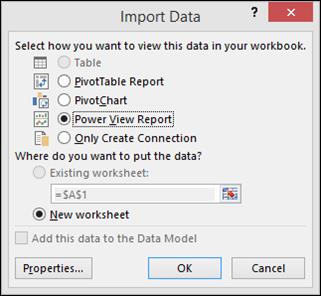 Import Data
Select how you want to view this data in your workbook.
Table
PivotTable Report
PivotChart
Power View Report
Only Create Connection
Where do you want to put the data?
Existing worksheet:
=$A$1
New worksheet
Add this data to the Data Model
Properties...
OK
Cancel